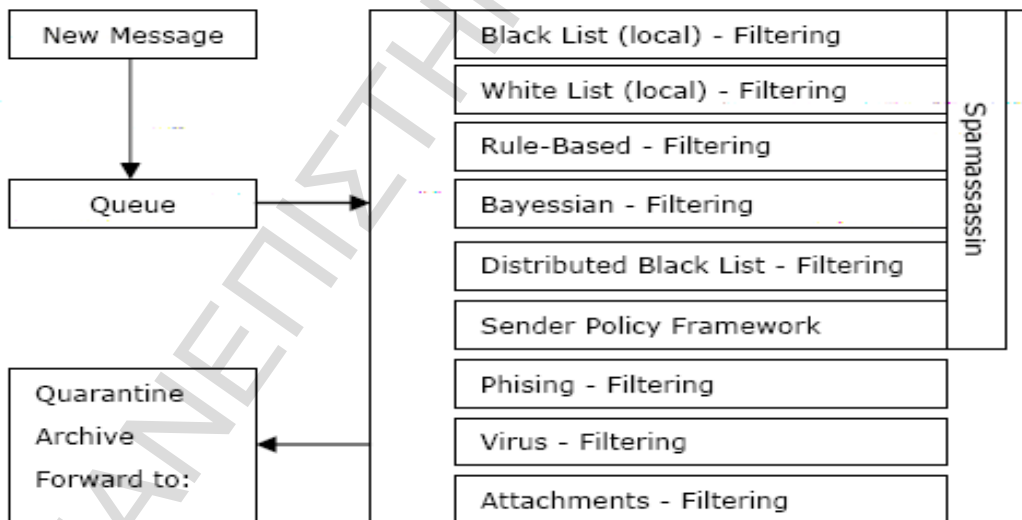 New Message
Queue
Black List (local) - Filtering
White List (local) - Filtering
Rule-Based - Filtering
Bayessian - Filtering
Distributed Black List - Filtering
Sender Policy Framework
Spamassassin
Phising - Filtering
Virus - Filtering
Attachments - Filtering
Quarantine
Archive
Forward to:
ΠΑΝΕΠΙΣΤΗ